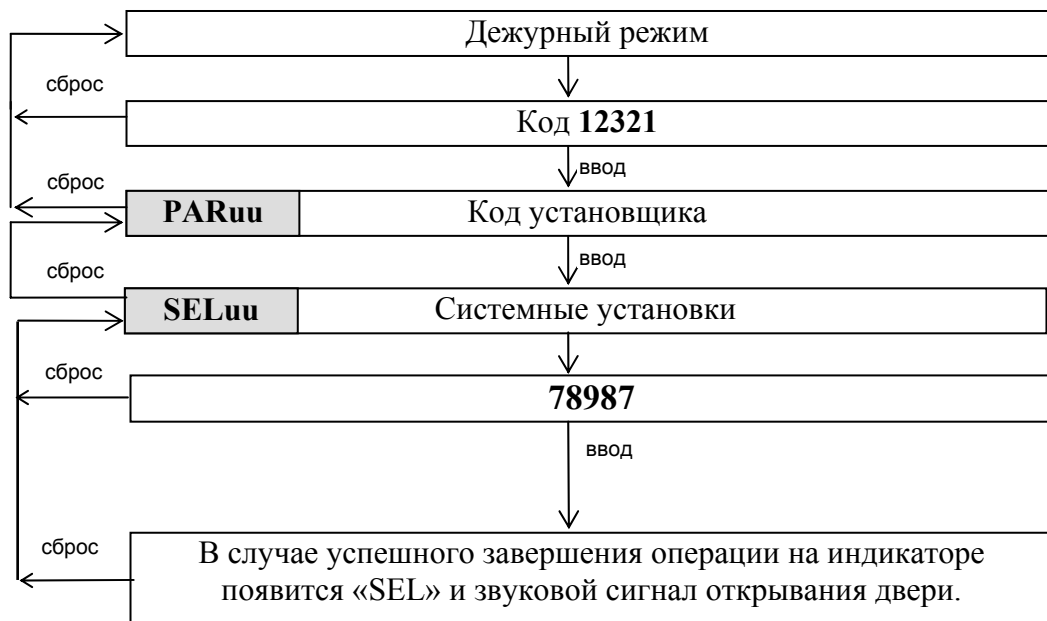 Дежурный режим
сброс
Код 12321
ввод
сброс
PARuu Код установщика
ввод
сброс
SELuu Системные установки
сброс
78987
ввод
сброс
В случае успешного завершения операции на индикаторе
появится «SEL» и звуковой сигнал открывания двери.